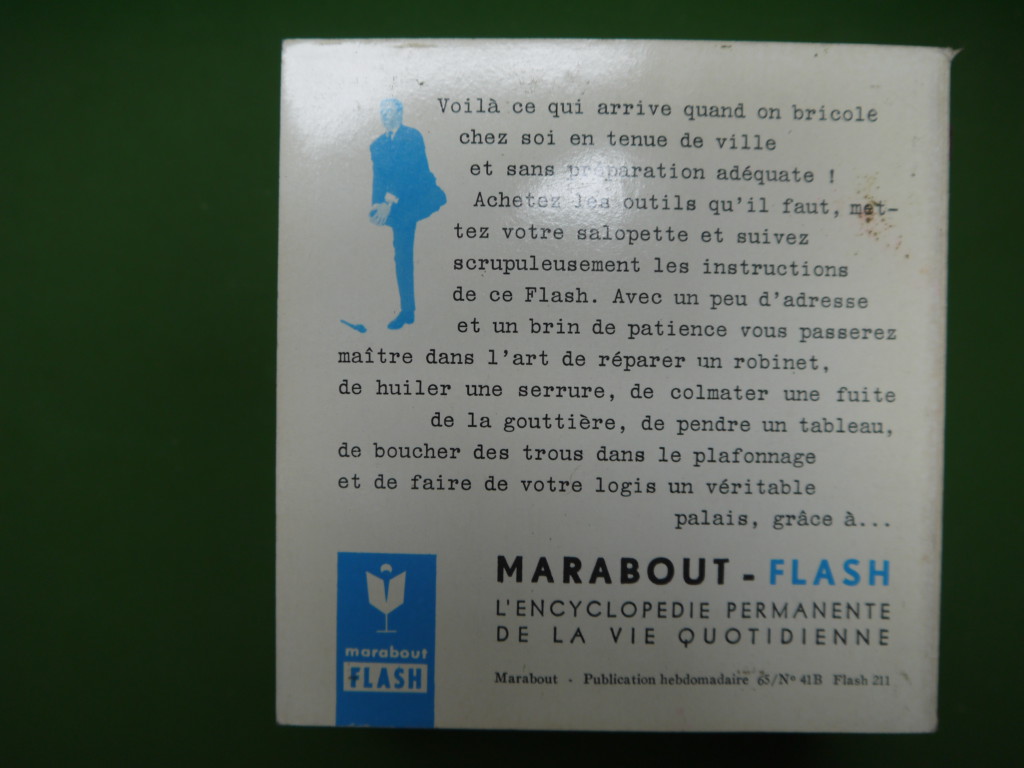 Voilà ce qui arrive quand on bricole
chez soi en tenue de ville
et sans préparation adéquate !
Achetez les outils qu'il faut, met-
tez votre salopette et suivez
scrupuleusement les instructions
de ce Flash. Avec un peu d'adresse
et un brin de patience vous passerez
maître dans l'art de réparer un robinet,
de huiler une serrure, de colmater une fuite
de la gouttière, de pendre un tableau,
de boucher des trous dans le plafonnage
et de faire de votre logis un véritable
palais, grâce à...
MARABOUT - FLASH
L'ENCYCLOPEDIE PERMANENTE
DE LA VIE QUOTIDIENNE
Marabout - Publication hebdomadaire 65/N° 41B Flash 211
marabout
FLASH